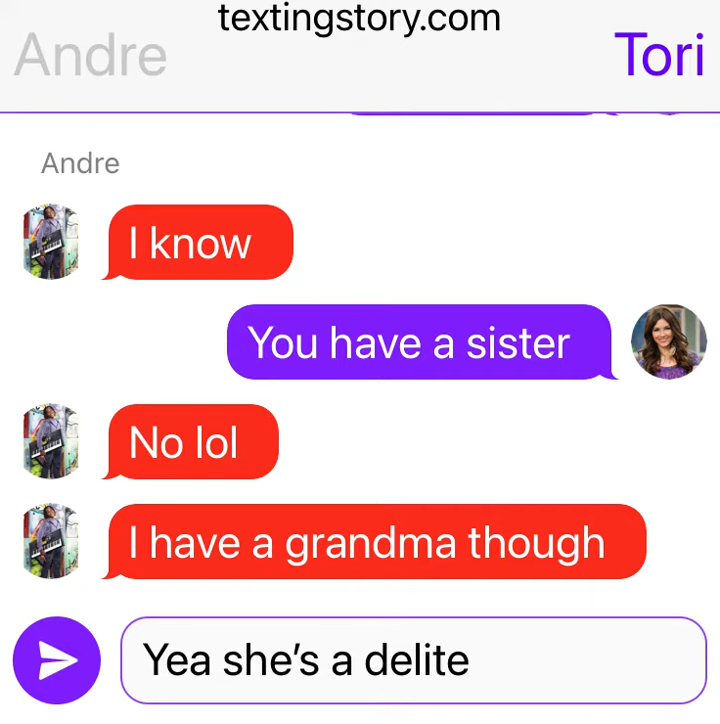 textingstory.com
Andre
Tori
Andre
I know
You have a sister
No lol
I have a grandma though
Yea she's a delite